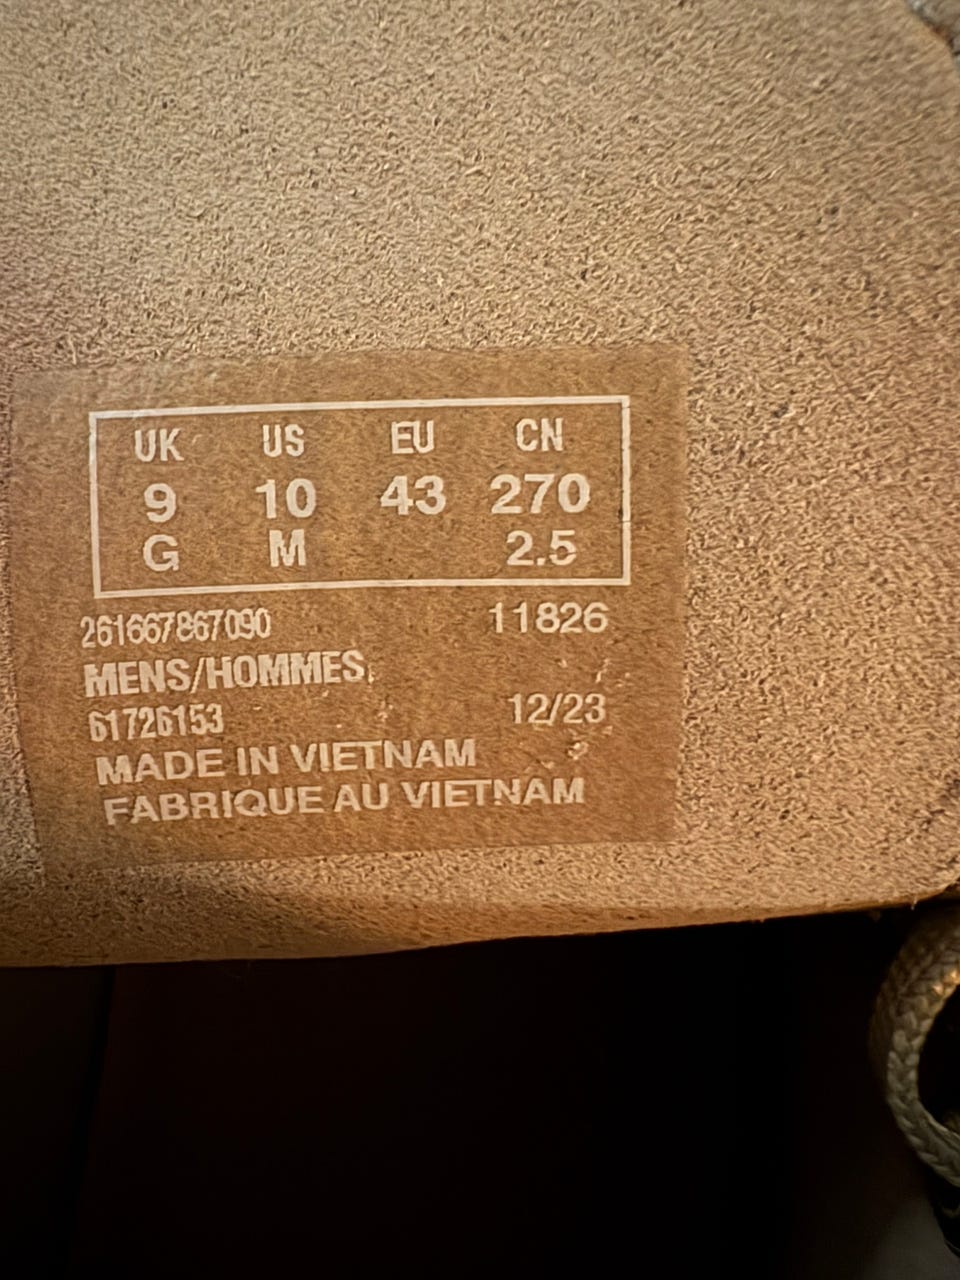 UK US EU CN
9 10 43 270
G M 2.5
261667867090 11826
MENS/HOMMES
61726153 12/23
MADE IN VIETNAM
FABRIQUE AU VIETNAM